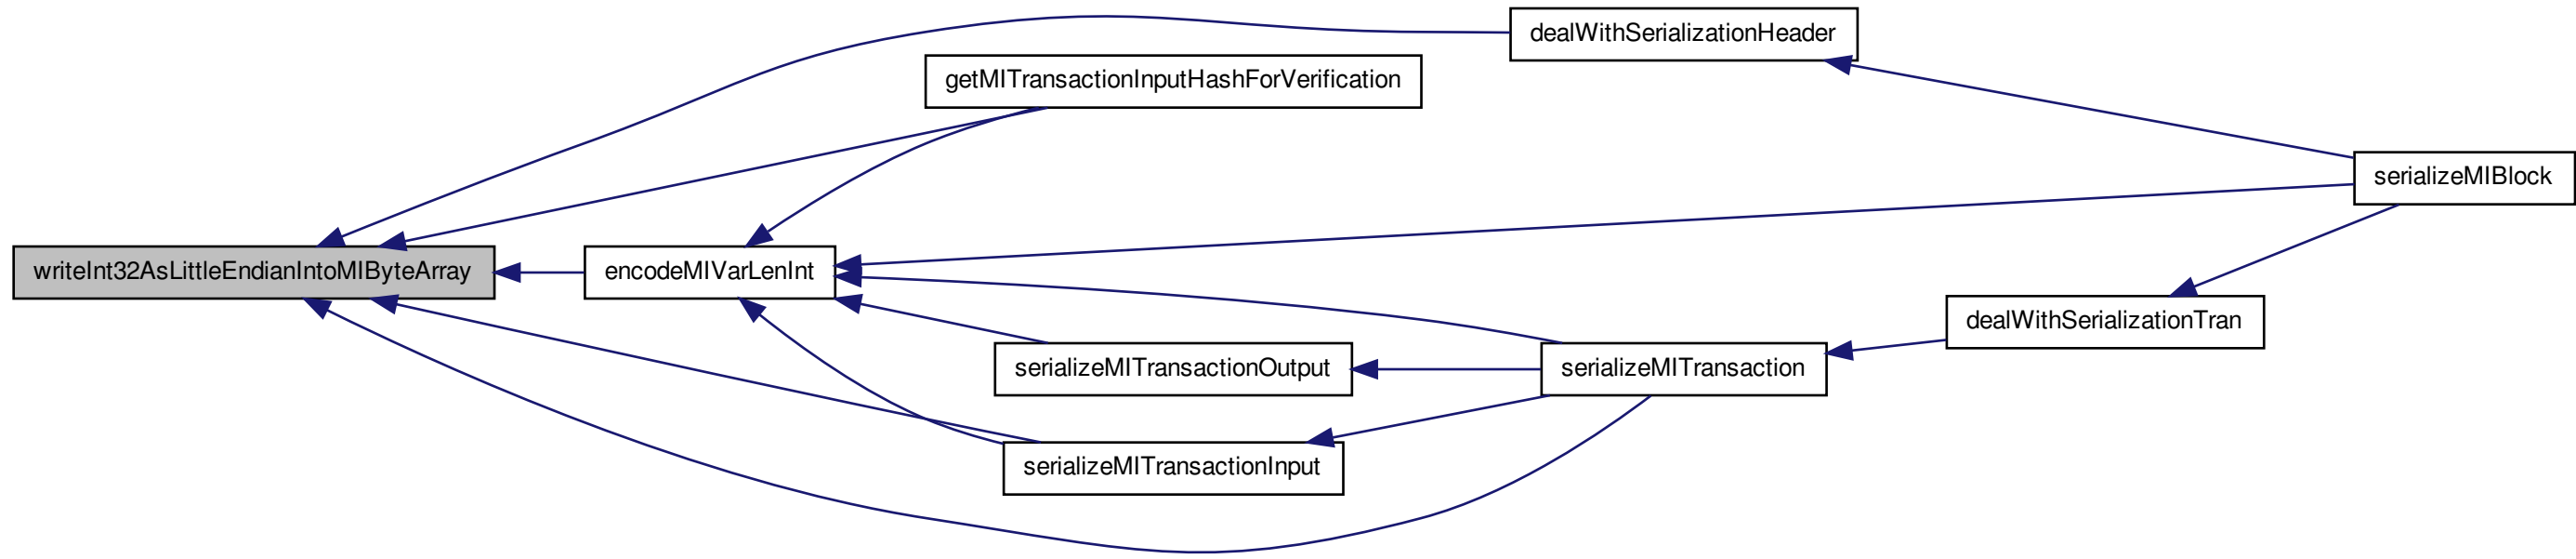 dealWithSerializationHeader
getMITransactionInputHashForVerification
serializeMIBlock
writeInt32AsLittleEndianIntoMIByteArray
encodeMIVarLenInt
dealWithSerializationTran
serializeMITransactionOutput
serializeMITransaction
serializeMITransactionInput